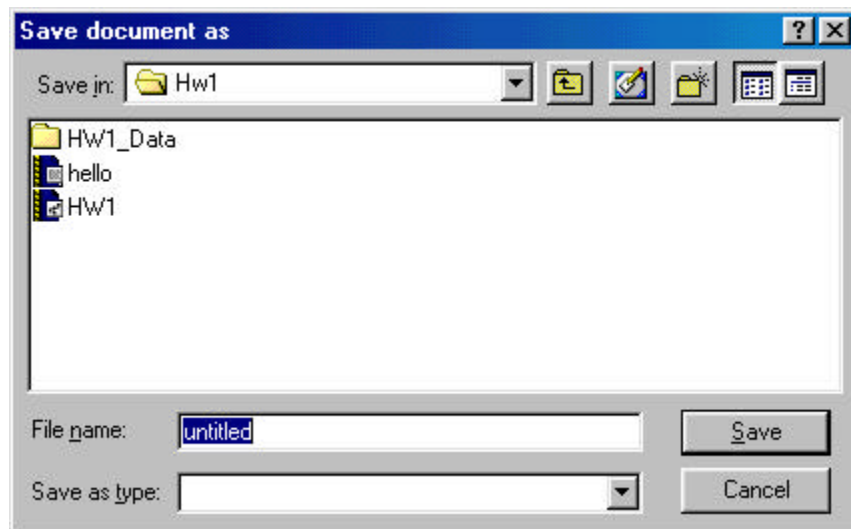 Save document as
Save in: Hw1
HW1_Data
hello
HW1
File name: untitled Save
Save as type: Cancel